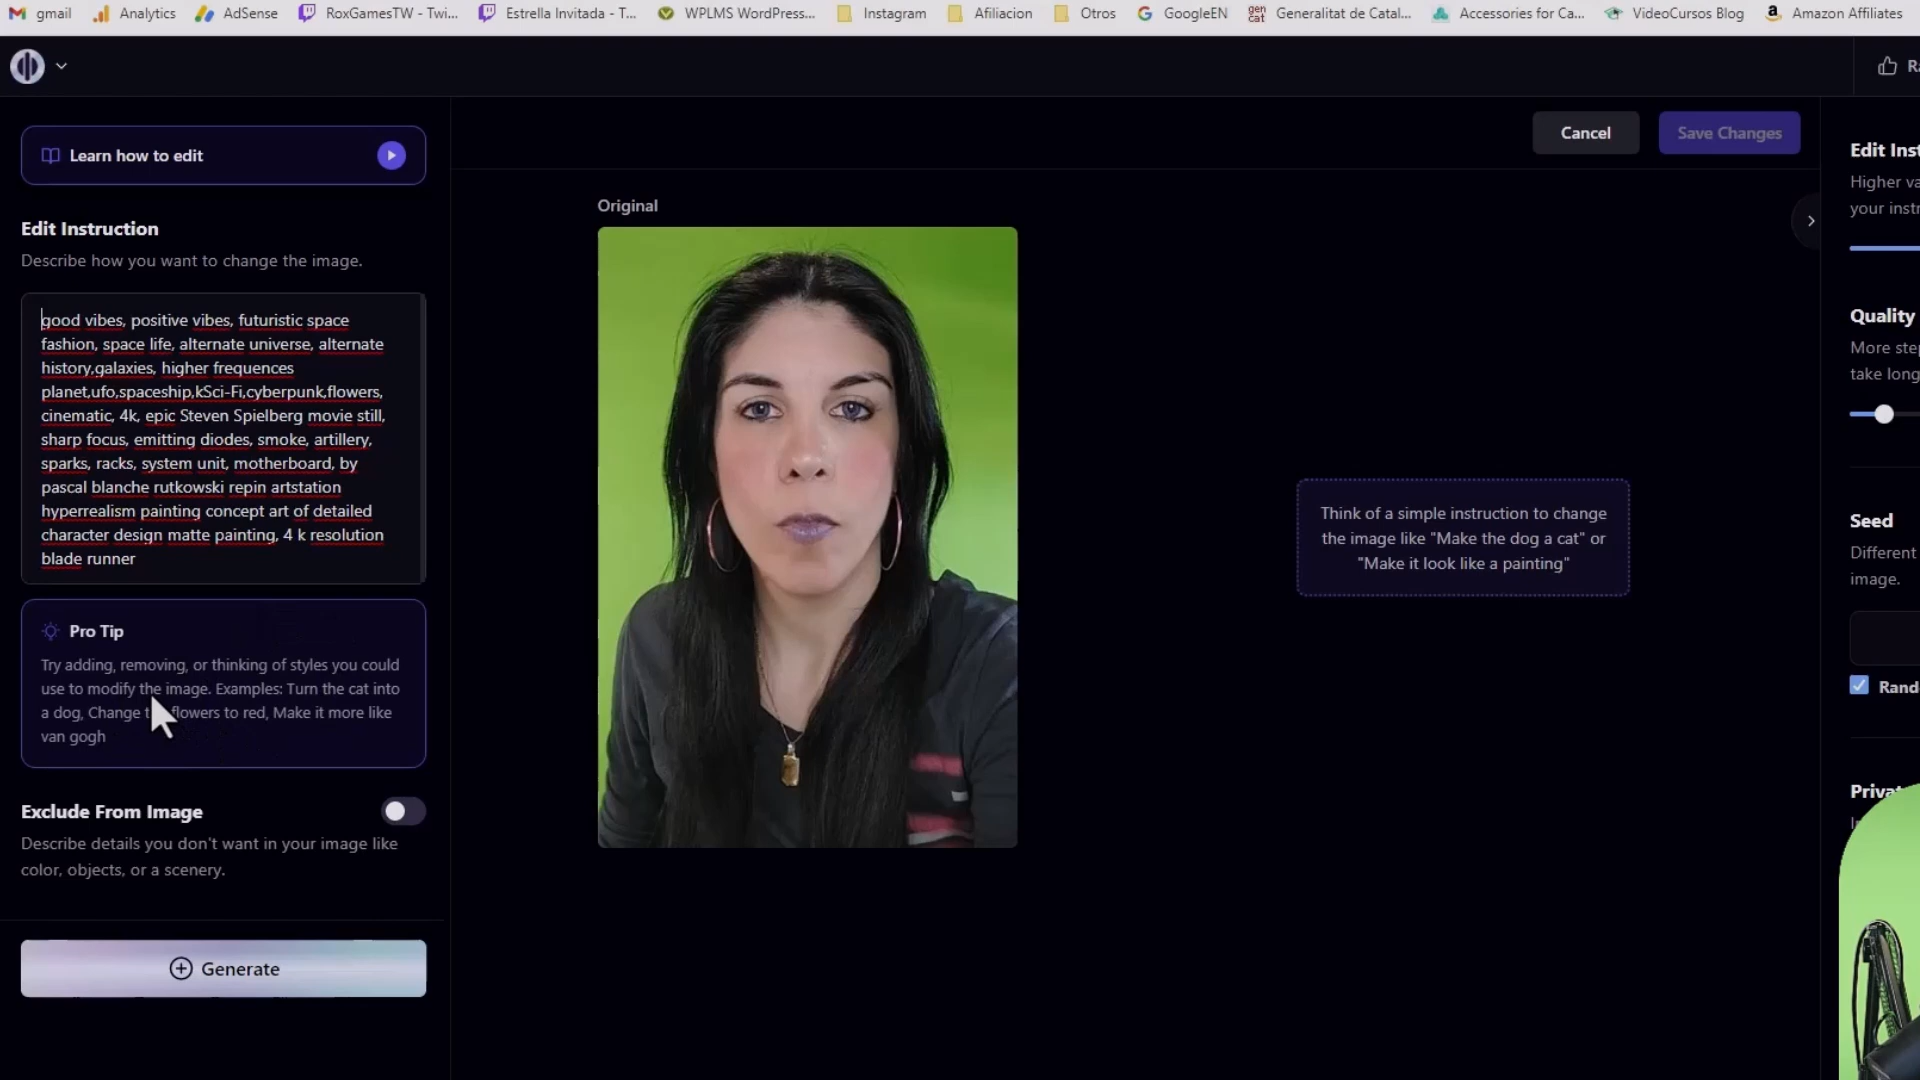 gmail
Analytics
AdSense
RoxGamesTW - Twi...
Estrella Invitada - T...
WPLMS WordPress...
Instagram
Afiliacion
Otros
GoogleEN
gen
cat
Generalitat de Catal...
Accessories for Ca...
VideoCursos Blog
Amazon Affiliates
Learn how to edit
Edit Instruction
Describe how you want to change the image.
good vibes, positive vibes, futuristic space
fashion, space life, alternate universe, alternate
history,galaxies, higher frequences
planet,ufo,spaceship,kSci-Fi,cyberpunk,flowers,
cinematic, 4k, epic Steven Spielberg movie still,
sharp focus, emitting diodes, smoke, artillery,
sparks, racks, system unit, motherboard, by
pascal blanche rutkowski repin artstation
hyperrealism painting concept art of detailed
character design matte painting, 4 k resolution
blade runner
Pro Tip
Try adding, removing, or thinking of styles you could
use to modify the image. Examples: Turn the cat into
a dog, Change flowers to red, Make it more like
van gogh
Exclude From Image
Describe details you don't want in your image like
color, objects, or a scenery.
Generate
Cancel
Save Changes
Original
Think of a simple instruction to change
the image like "Make the dog a cat" or
"Make it look like a painting"
Edit
Higher
your
Quality
More
take
Seed
Different
image.